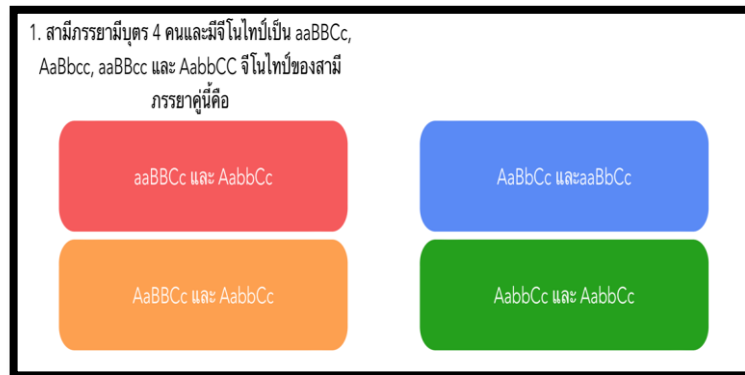 1. สามีภรรยามีบุตร 4 คนและมีจีโนไทป์เป็น aaBBCc,
AaBbcc, aaBBcc และ AabbCC จีโนไทป์ของสามี
ภรรยาคู่นี้คือ
aaBBCc และ AabbCc
AaBbCc และaaBbCc
AaBBCc และ AabbCc
AabbCc และ AabbCc